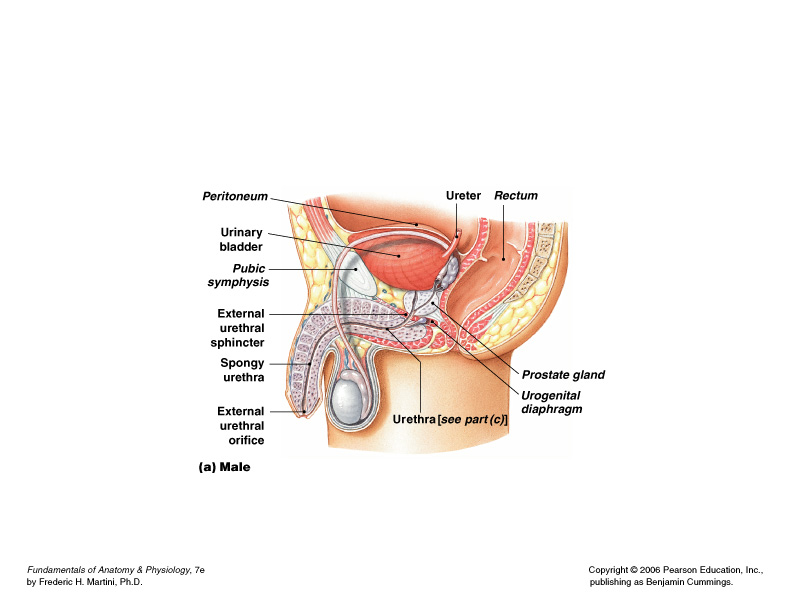 Peritoneum
Ureter
Rectum
Urinary
bladder
Pubic
symphysis
External
urethral
sphincter
Spongy
urethra
External
urethral
orifice
Prostate gland
Urogenital
diaphragm
Urethra [see part (c)]
(a) Male
Fundamentals of Anatomy & Physiology, 7e
by Frederic H. Martini, Ph.D.
Copyright © 2006 Pearson Education, Inc.,
publishing as Benjamin Cummings.